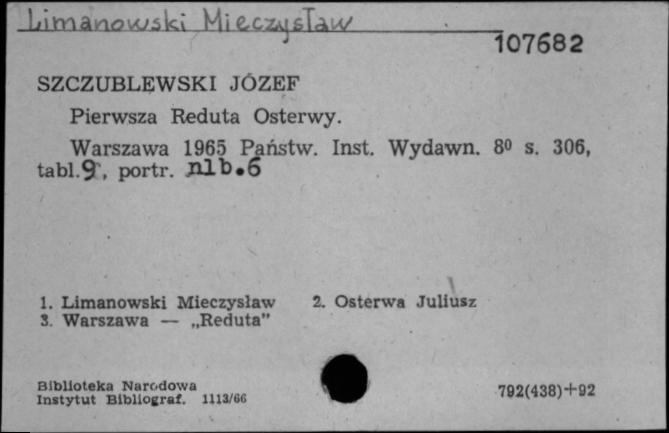 Limanowski Mieczysław
107682
SZCZUBLEWSKI JÓZEF
Pierwsza Reduta Osterwy.
Warszawa 1965 Państw. Inst. Wydawn. 8⁰ s. 306,
tabl. 9, portr. nlb.6
1. Limanowski Mieczysław 2. Osterwa Juliusz
3. Warszawa — „Reduta”
Biblioteka Narodowa
Instytut Bibliograf. 1113/66
792(438)+92